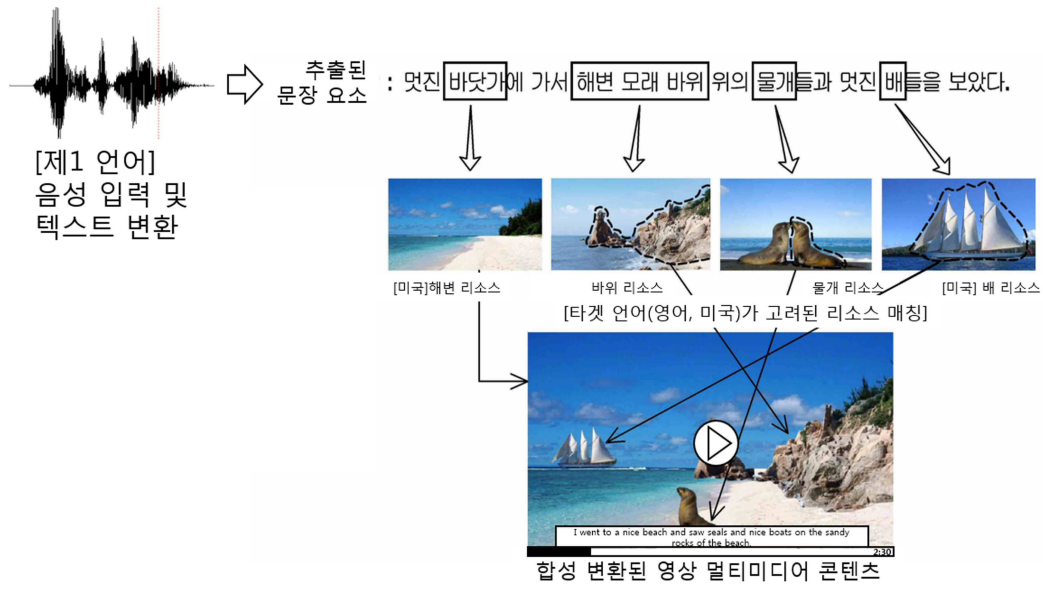 추출된
문장 요소
: 멋진 바닷가에 가서 해변 모래 바위 위의 물개들과 멋진 배들을 보았다.
[제1 언어]
음성 입력 및
텍스트 변환
[미국]해변 리소스
바위 리소스
물개 리소스
[미국] 배 리소스
[타겟 언어(영어, 미국)가 고려된 리소스 매칭]
I went to a nice beach and saw seals and nice boats on the sandy
rocks of the beach.
2:30
합성 변환된 영상 멀티미디어 콘텐츠